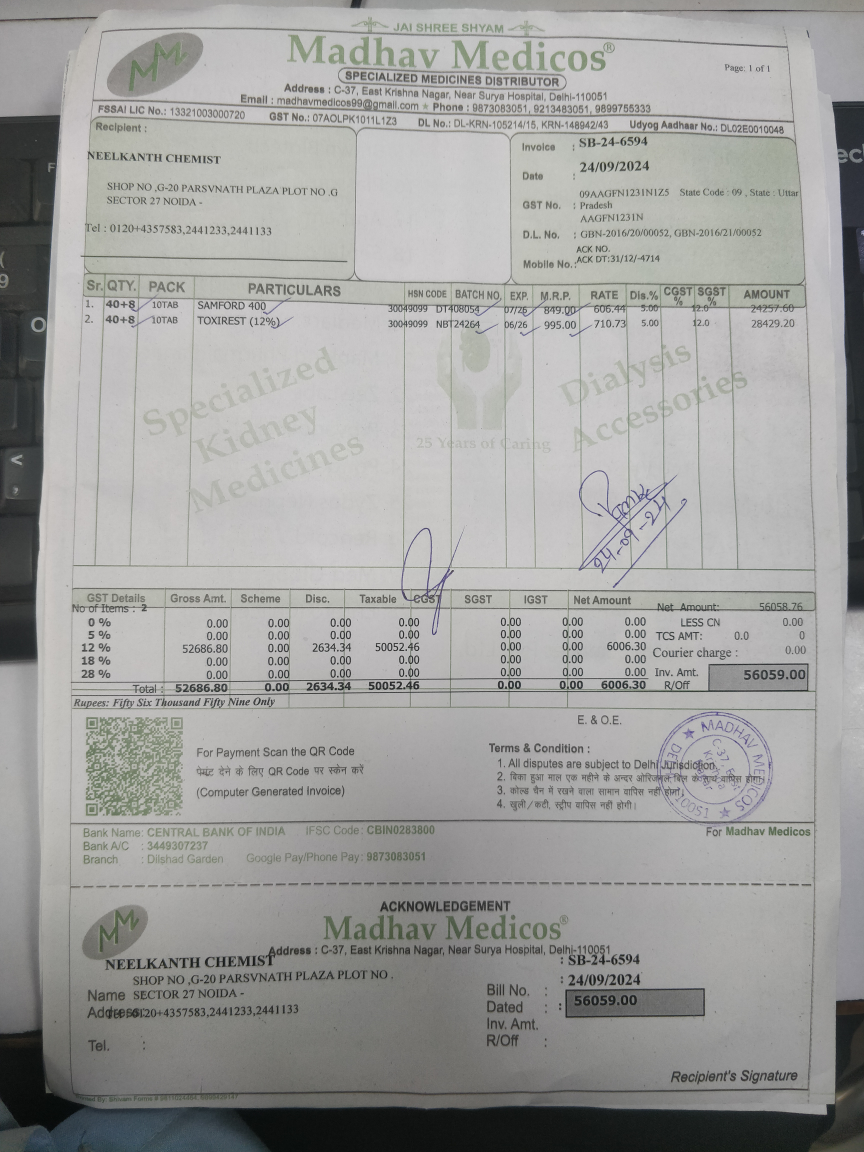 JAI SHREE SHYAM
Madhav Medicos®
Page: 1 of 1
SPECIALIZED MEDICINES DISTRIBUTOR
Address : C-37, East Krishna Nagar, Near Surya Hospital, Delhi-110051
Email : madhavmedicos99@gmail.com * Phone : 9873083051, 9213483051, 9899755333
FSSAI LIC No.: 13321003000720 GST No.: 07AOLPK1011L1Z3 DL No.: DL-KRN-105214/15, KRN-148942/43 Udyog Aadhaar No.: DL02E0010048
Recipient :
NEELKANTH CHEMIST
SHOP NO ,G-20 PARSVNATH PLAZA PLOT NO .G
SECTOR 27 NOIDA -
Tel : 0120+4357583,2441233,2441133
Invoice : SB-24-6594
Date : 24/09/2024
09AAGFN1231N1Z5 State Code : 09 , State : Uttar
GST No. : Pradesh
AAGFN1231N
D.L. No. : GBN-2016/20/00052, GBN-2016/21/00052
ACK NO.
Mobile No.: ACK DT:31/12/-4714
Sr. QTY. PACK PARTICULARS HSN CODE BATCH NO. EXP. M.R.P. RATE Dis.% CGST % SGST % AMOUNT
1. 40+8 10TAB SAMFORD 400 30049099 DT408054 07/26 849.00 606.44 5.00 12.0 24257.60
2. 40+8 10TAB TOXIREST (12%) 30049099 NBT24264 06/26 995.00 710.73 5.00 12.0 28429.20
Specialized
Kidney
Medicines
25 Years of Caring
Dialysis
Accessories
24-09-24
GST Details Gross Amt. Scheme Disc. Taxable CGST SGST IGST Net Amount
No of Items : 2
0 % 0.00 0.00 0.00 0.00 0.00 0.00 0.00
5 % 0.00 0.00 0.00 0.00 0.00 0.00 0.00
12 % 52686.80 0.00 2634.34 50052.46 0.00 0.00 6006.30
18 % 0.00 0.00 0.00 0.00 0.00 0.00 0.00
28 % 0.00 0.00 0.00 0.00 0.00 0.00 0.00
Total : 52686.80 0.00 2634.34 50052.46 0.00 0.00 6006.30
Net Amount: 56058.76
LESS CN 0.00
TCS AMT: 0.0 0
Courier charge : 0.00
Inv. Amt. 56059.00
R/Off
Rupees: Fifty Six Thousand Fifty Nine Only
E. & O.E.
For Payment Scan the QR Code
पेमेंट देने के लिए QR Code पर स्केन करें
(Computer Generated Invoice)
Terms & Condition :
1. All disputes are subject to Delhi Jurisdiction.
2. बिका हुआ माल एक महीने के अन्दर ओरिजनल बिल के साथ वापिस होगा।
3. कोल्ड चैन में रखने वाला सामान वापिस नहीं होगा।
4. खुली/कटी, स्ट्रीप वापिस नहीं होगी।
MADHAV MEDICOS
C-37, East
Krishna
Nagar
Bank Name: CENTRAL BANK OF INDIA IFSC Code : CBIN0283800
Bank A/C : 3449307237
Branch : Dilshad Garden Google Pay/Phone Pay: 9873083051
For Madhav Medicos
ACKNOWLEDGEMENT
Madhav Medicos®
Address : C-37, East Krishna Nagar, Near Surya Hospital, Delhi-110051
NEELKANTH CHEMIST
SHOP NO ,G-20 PARSVNATH PLAZA PLOT NO .
Name SECTOR 27 NOIDA -
Address 0120+4357583,2441233,2441133
Tel. :
: SB-24-6594
Bill No. : : 24/09/2024
Dated : : 56059.00
Inv. Amt.
R/Off :
Recipient's Signature